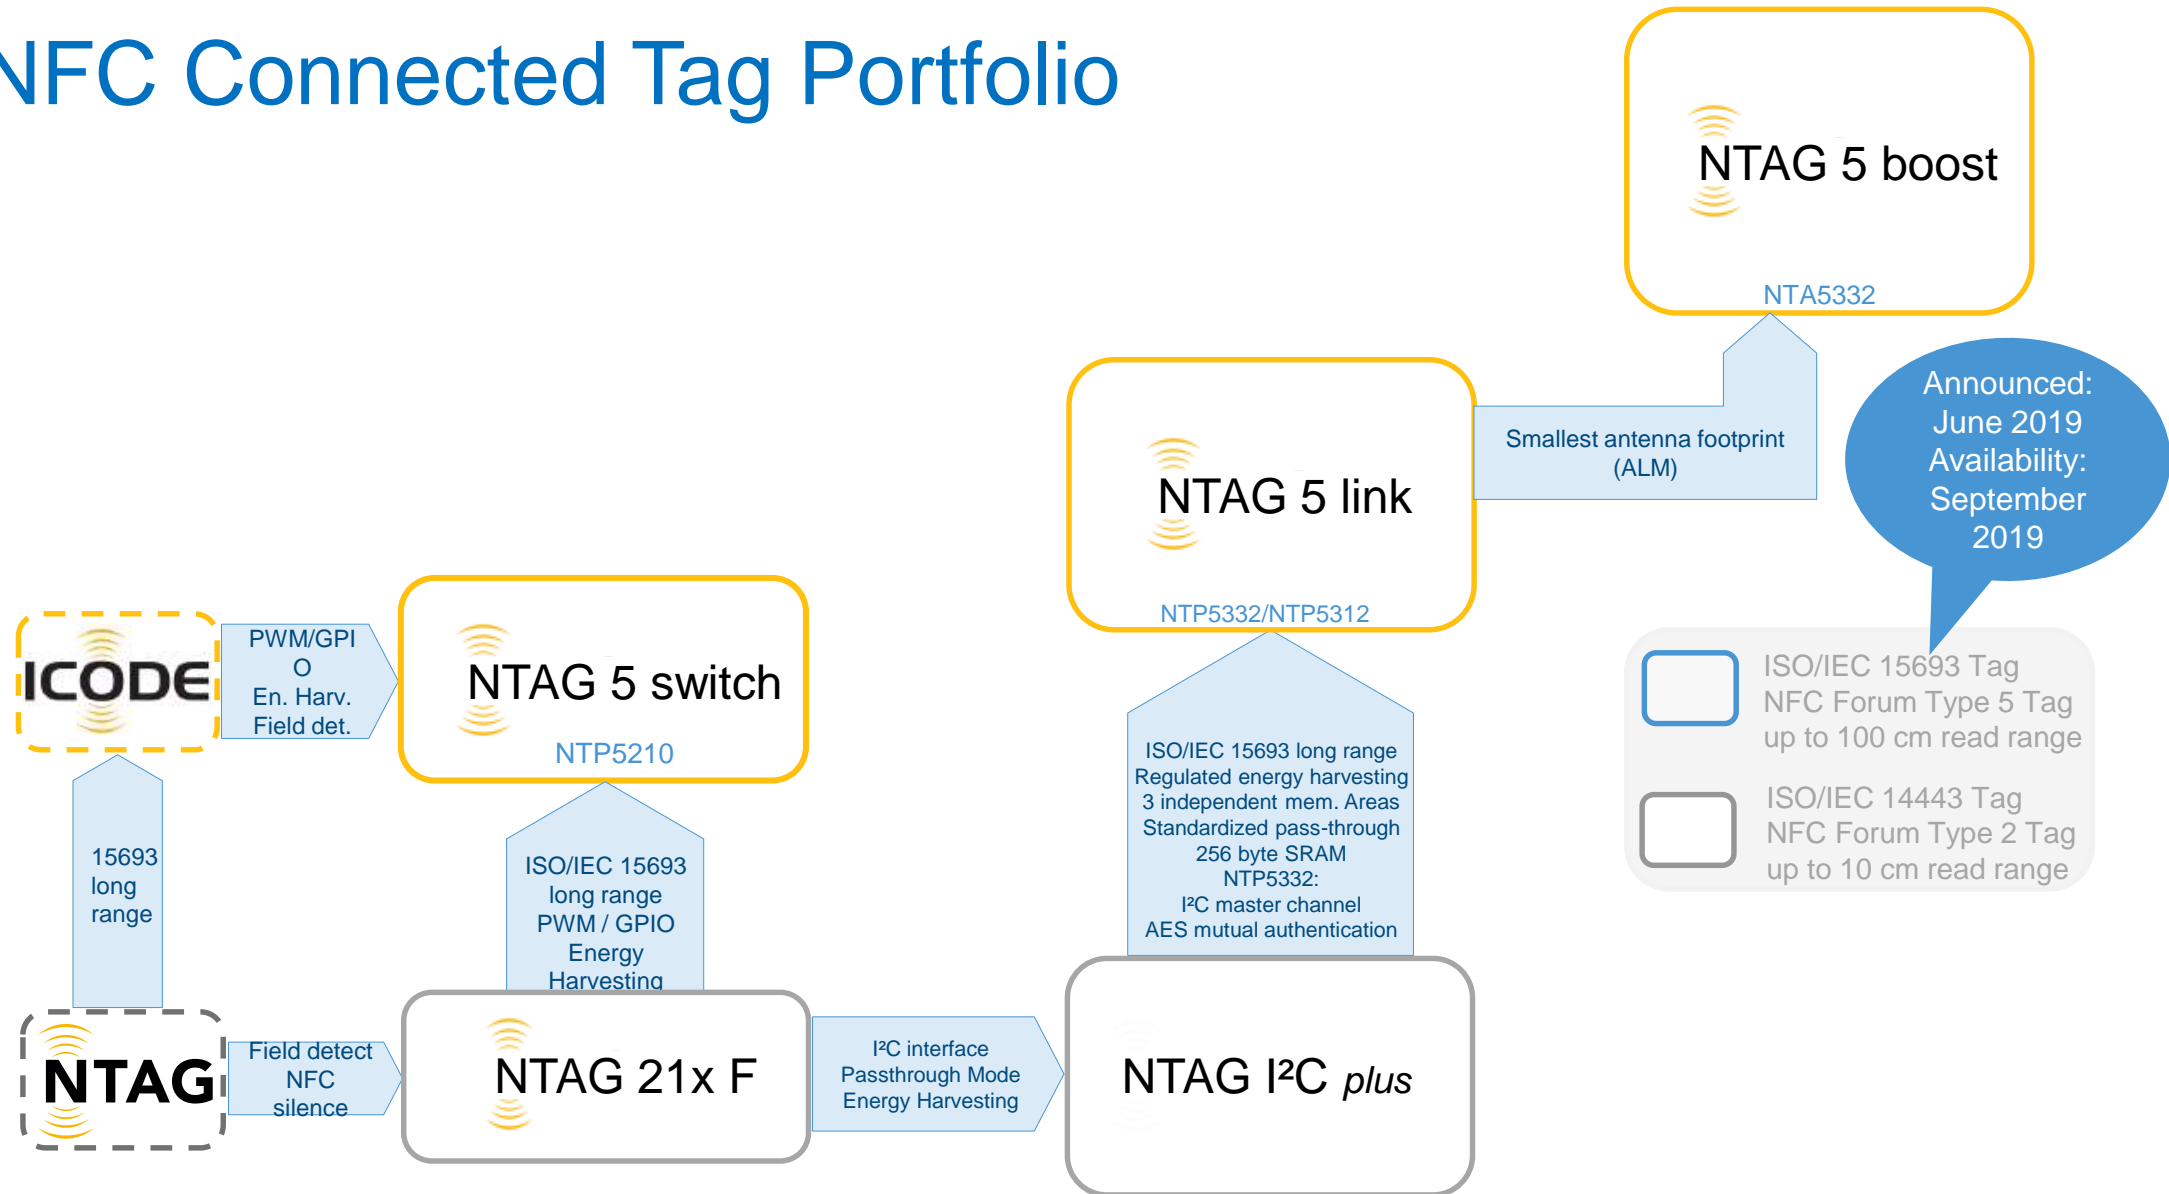 NFC Connected Tag Portfolio
NTAG 5 boost
NTA5332
Announced:
June 2019
Availability:
September
2019
Smallest antenna footprint
(ALM)
NTAG 5 link
NTP5332/NTP5312
ICODE
PWM/GPI
O
En. Harv.
Field det.
NTAG 5 switch
NTP5210
ISO/IEC 15693 Tag
NFC Forum Type 5 Tag
up to 100 cm read range
ISO/IEC 14443 Tag
NFC Forum Type 2 Tag
up to 10 cm read range
15693
long
range
ISO/IEC 15693
long range
PWM / GPIO
Energy
Harvesting
ISO/IEC 15693 long range
Regulated energy harvesting
3 independent mem. Areas
Standardized pass-through
256 byte SRAM
NTP5332:
I²C master channel
AES mutual authentication
NTAG
Field detect
NFC
silence
NTAG 21x F
I²C interface
Passthrough Mode
Energy Harvesting
NTAG I²C plus